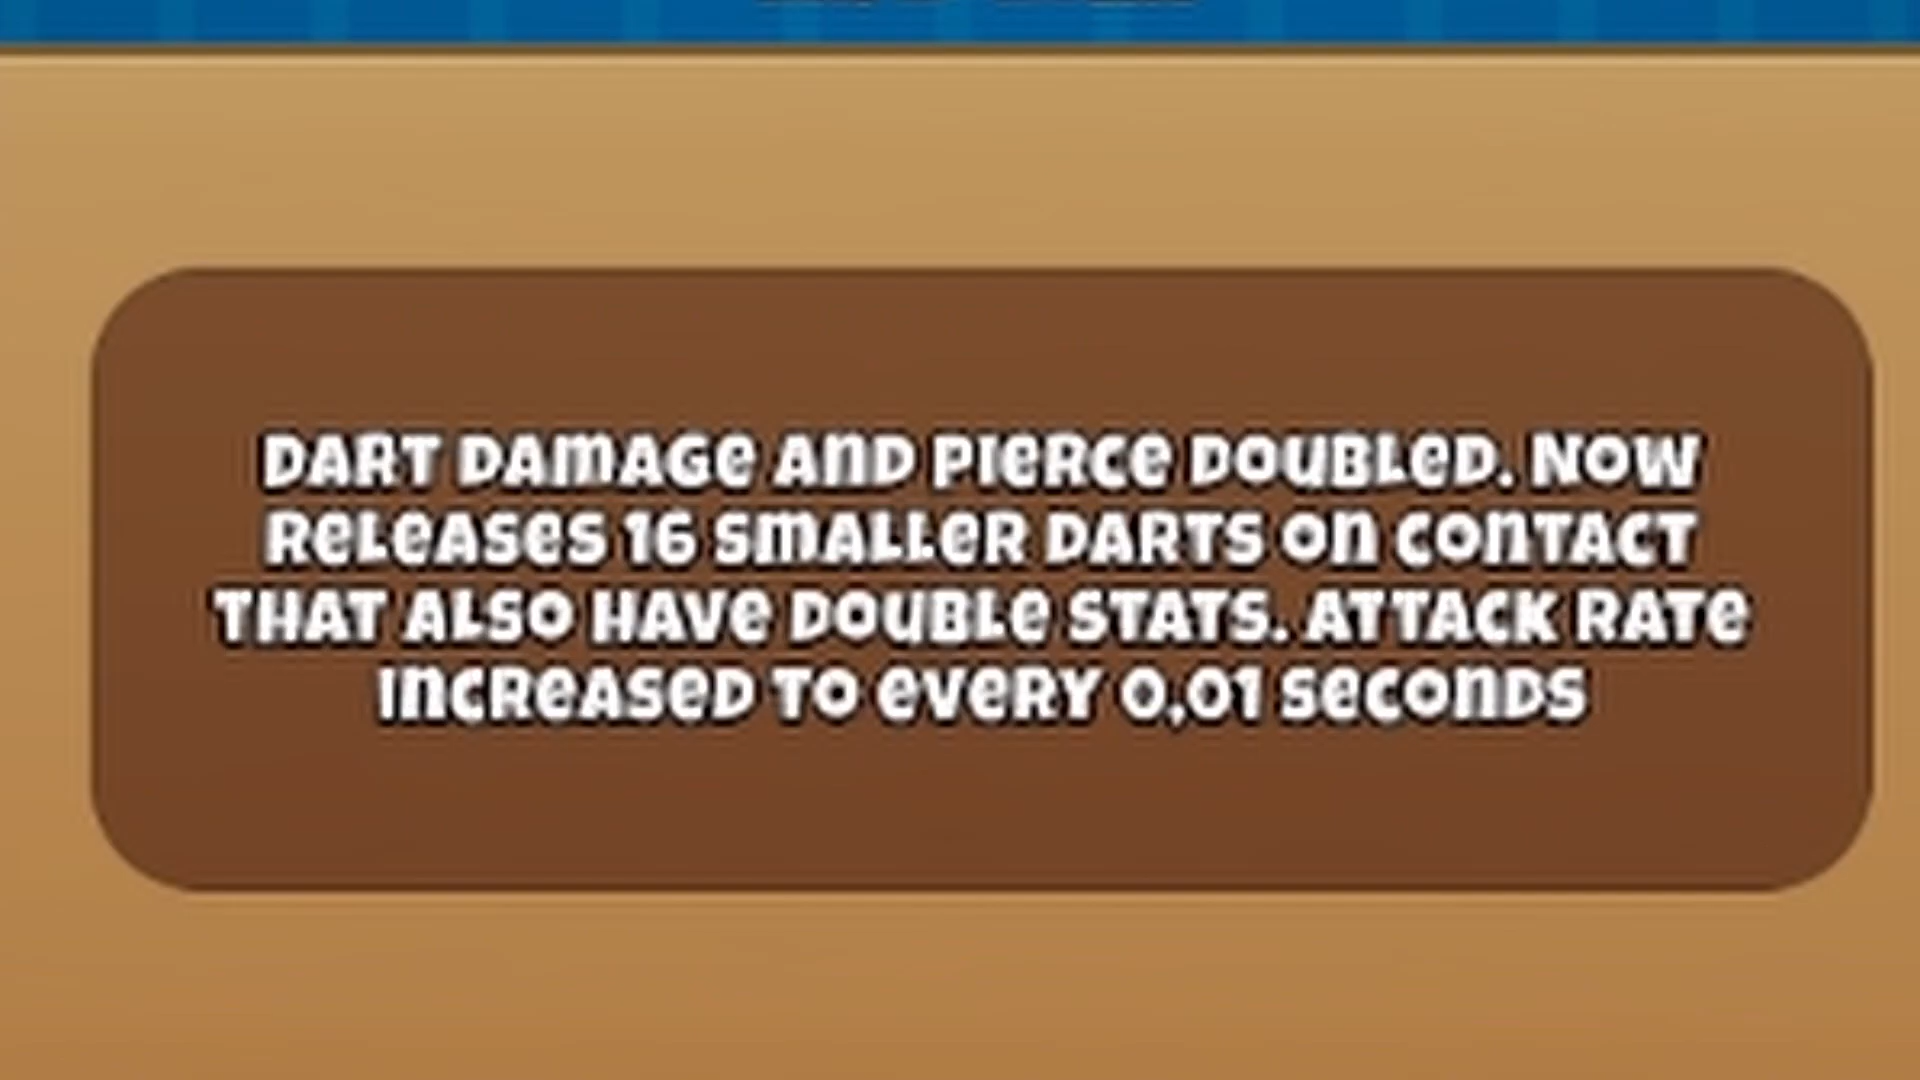 DART DAMAGE AND PIERCE DOUBLED. NOW
RELEASES 16 SMALLER DARTS ON CONTACT
THAT ALSO HAVE DOUBLE STATS. ATTACK RATE
INCREASED TO EVERY 0,01 SECONDS